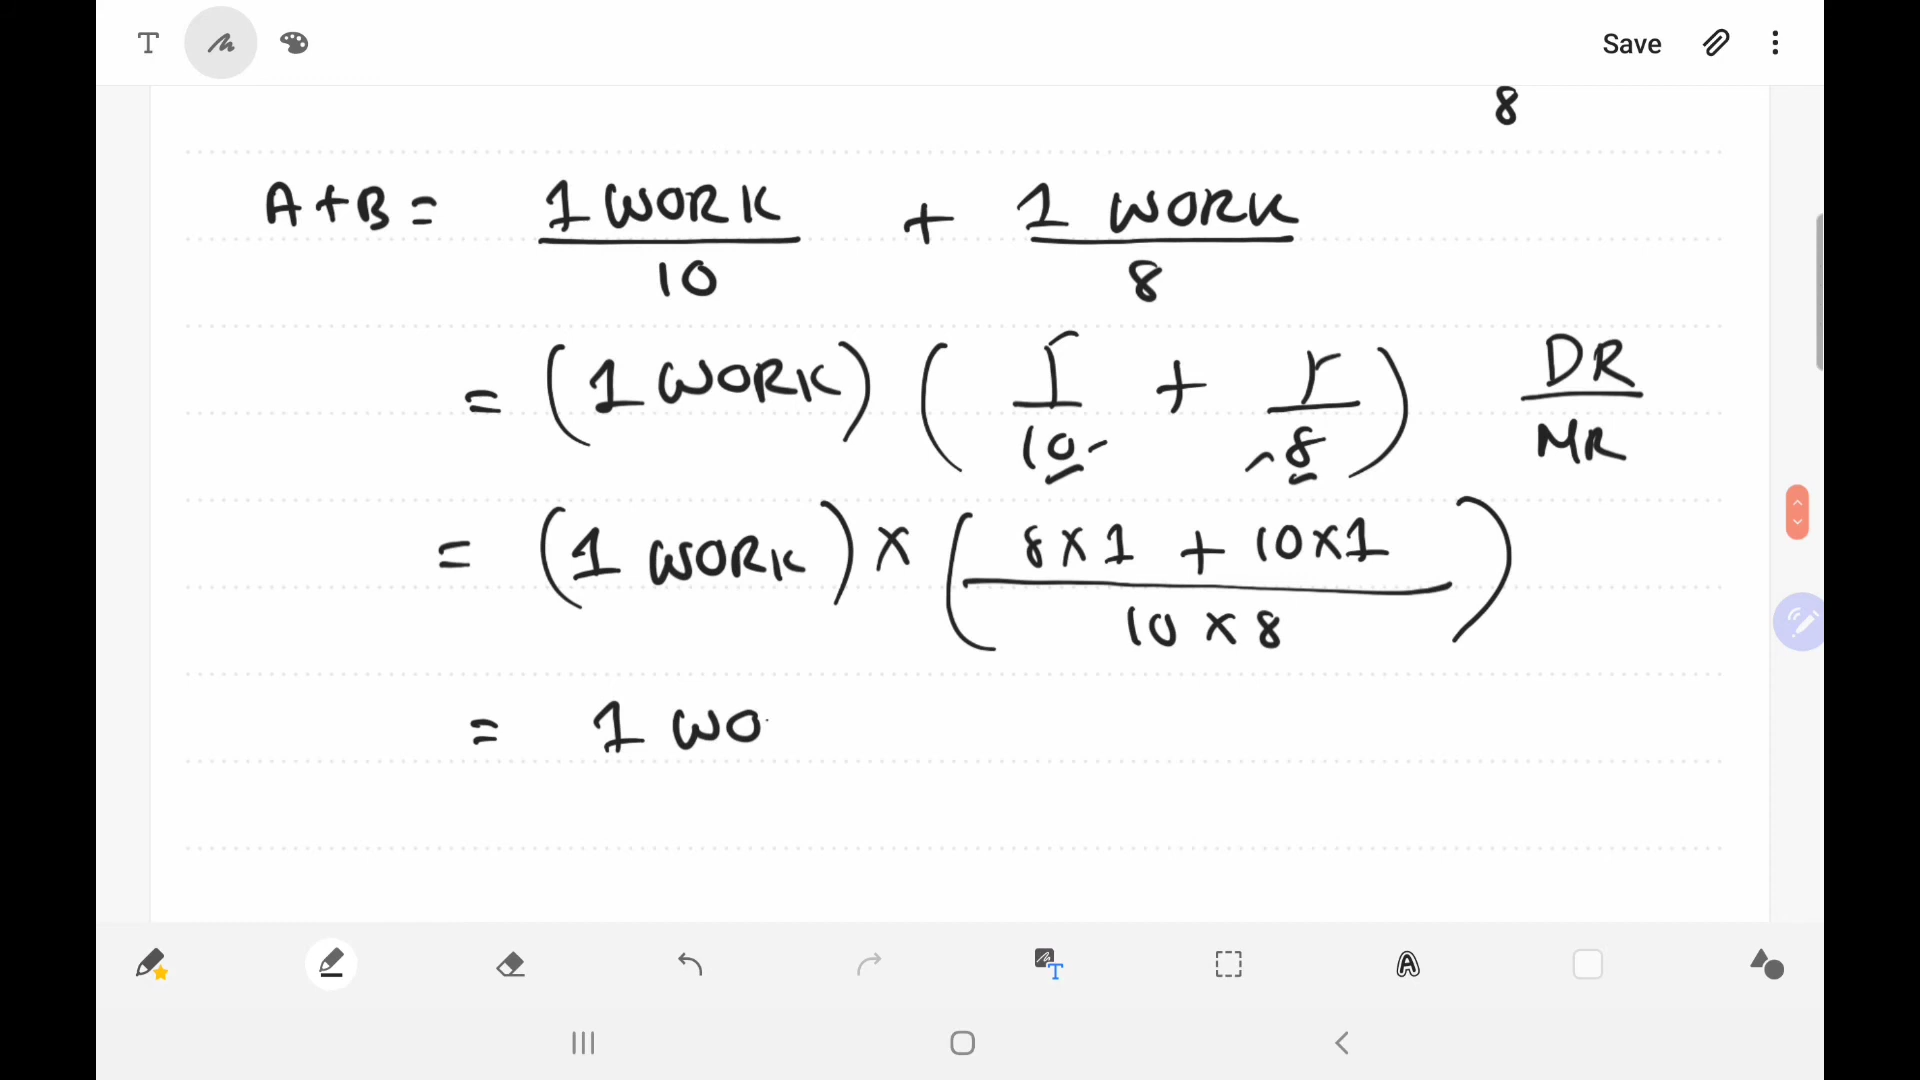 Save
8
A+B = 1 WORK/10 + 1 WORK/8
= (1 WORK) (1/10 + 1/8) DR/MR
= (1 WORK) × (8×1 + 10×1/10×8)
= 1 WO